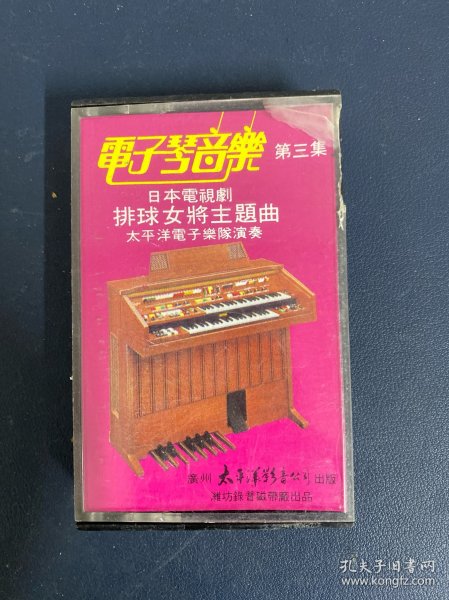 電子琴音樂 第三集
日本電視劇
排球女將主題曲
太平洋電子樂隊演奏
廣州 太平洋影音公司 出版
濰坊錄音磁帶廠出品
孔夫子旧书网
www.kongfz.com